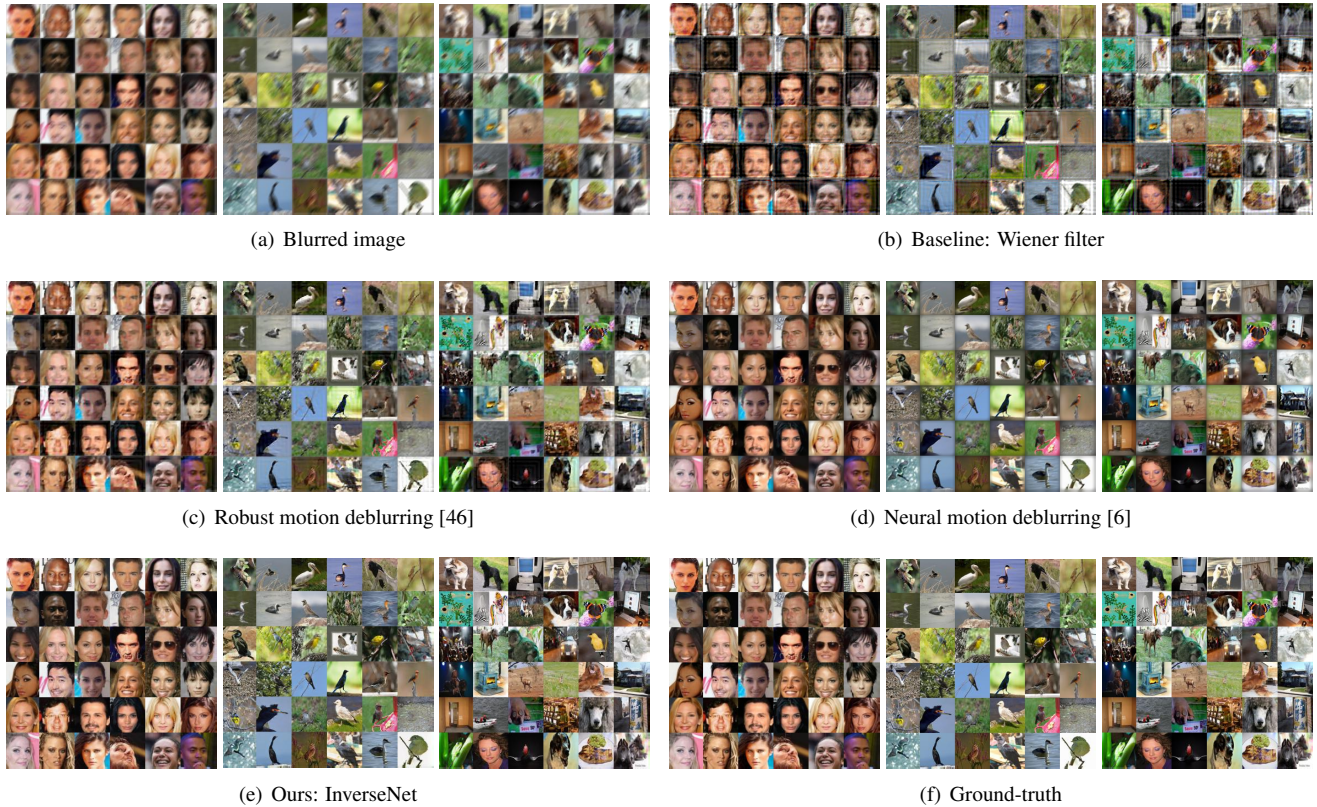 (a) Blurred image
(b) Baseline: Wiener filter
(c) Robust motion deblurring [46]
(d) Neural motion deblurring [6]
(e) Ours: InverseNet
(f) Ground-truth